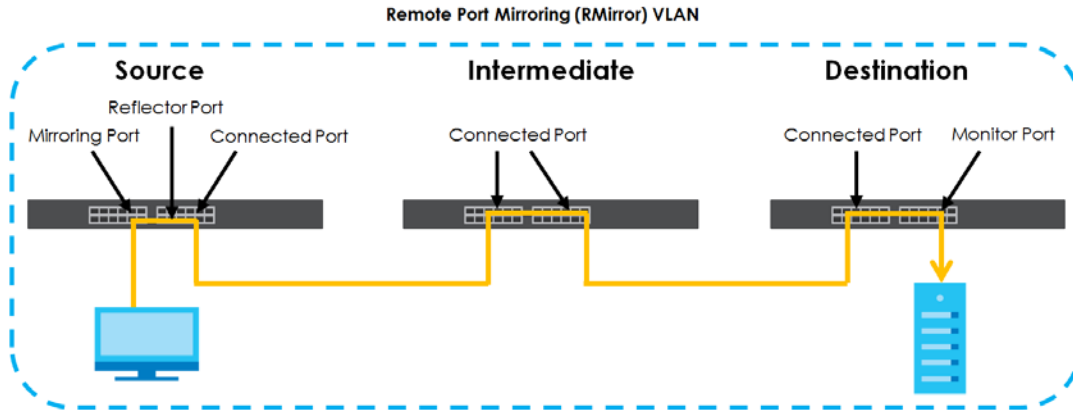 Remote Port Mirroring (RMirror) VLAN
Source
Intermediate
Destination
Reflector Port
Mirroring Port
Connected Port
Connected Port
Connected Port
Monitor Port